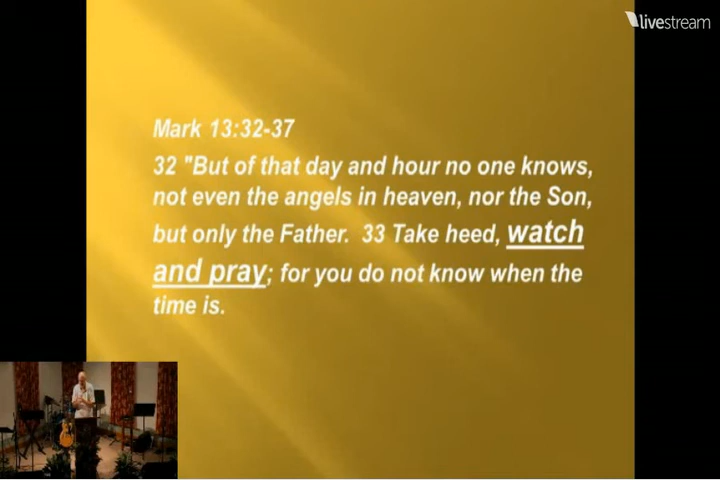 livestream
Mark 13:32-37
32 "But of that day and hour no one knows,
not even the angels in heaven, nor the Son,
but only the Father.  33 Take heed, watch
and pray; for you do not know when the
time is.